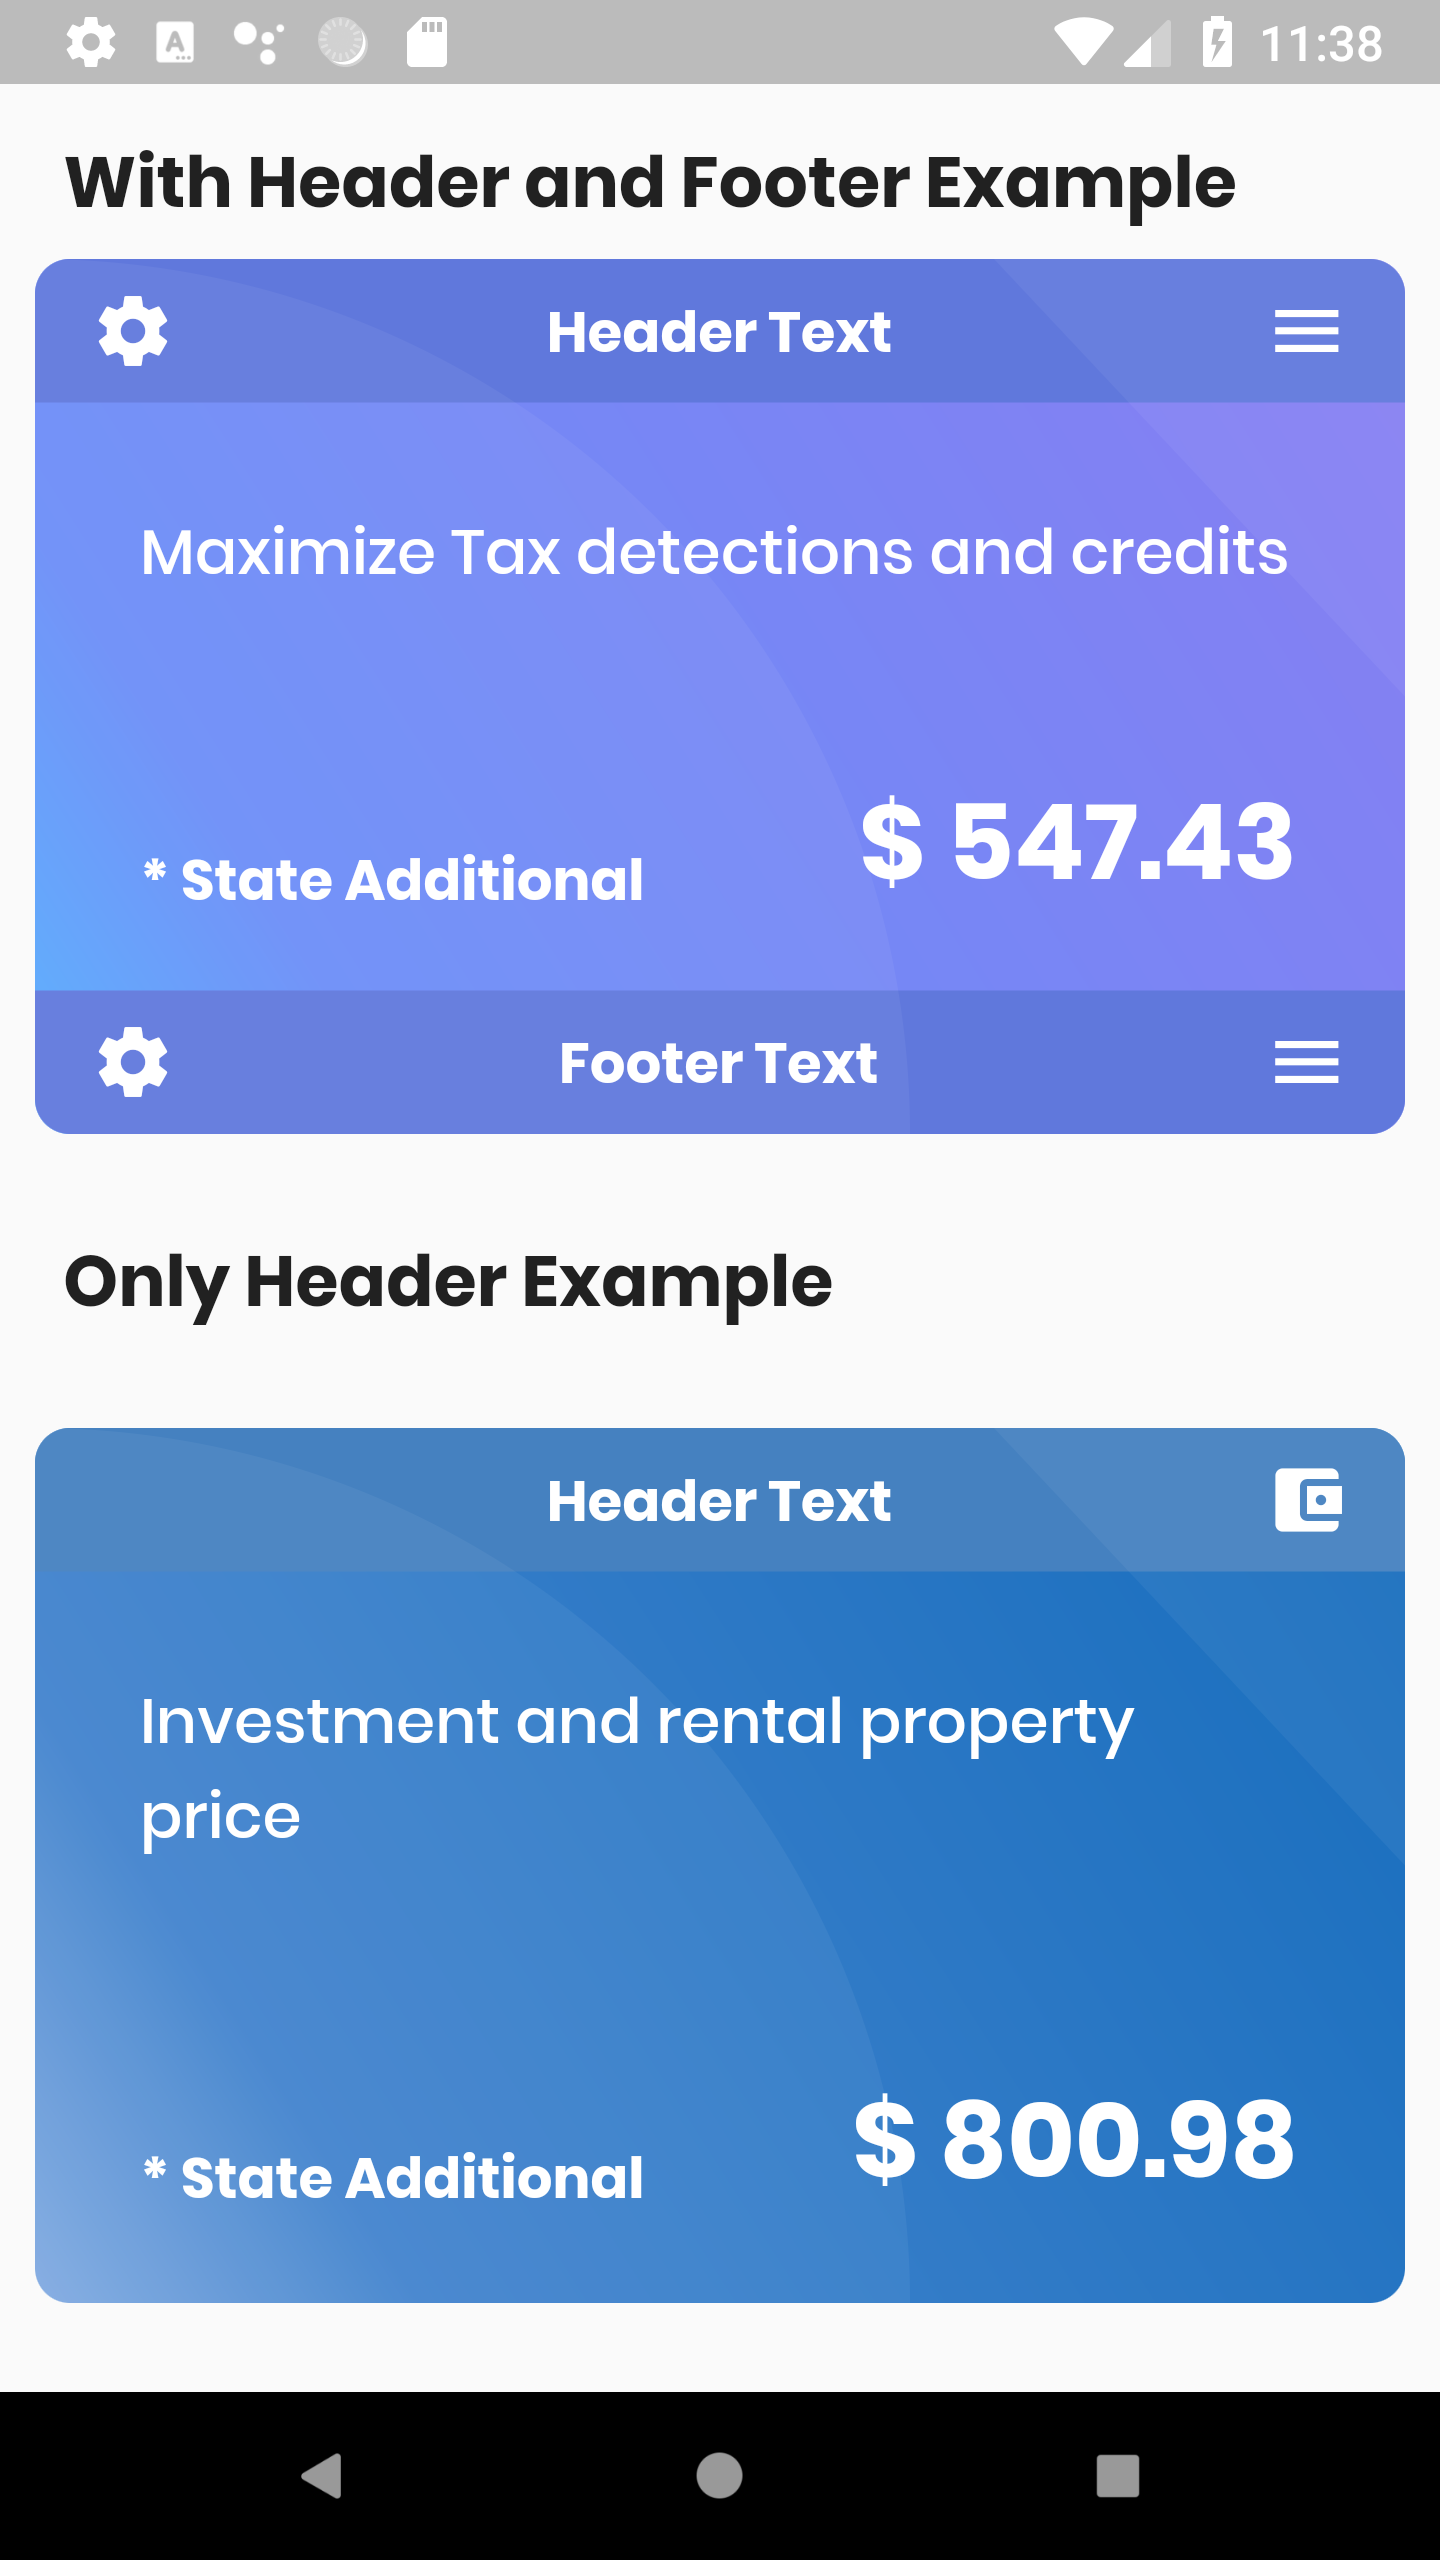 11:38
With Header and Footer Example
Header Text
Maximize Tax detections and credits
* State Additional
$ 547.43
Footer Text
Only Header Example
Header Text
Investment and rental property
price
* State Additional
$ 800.98